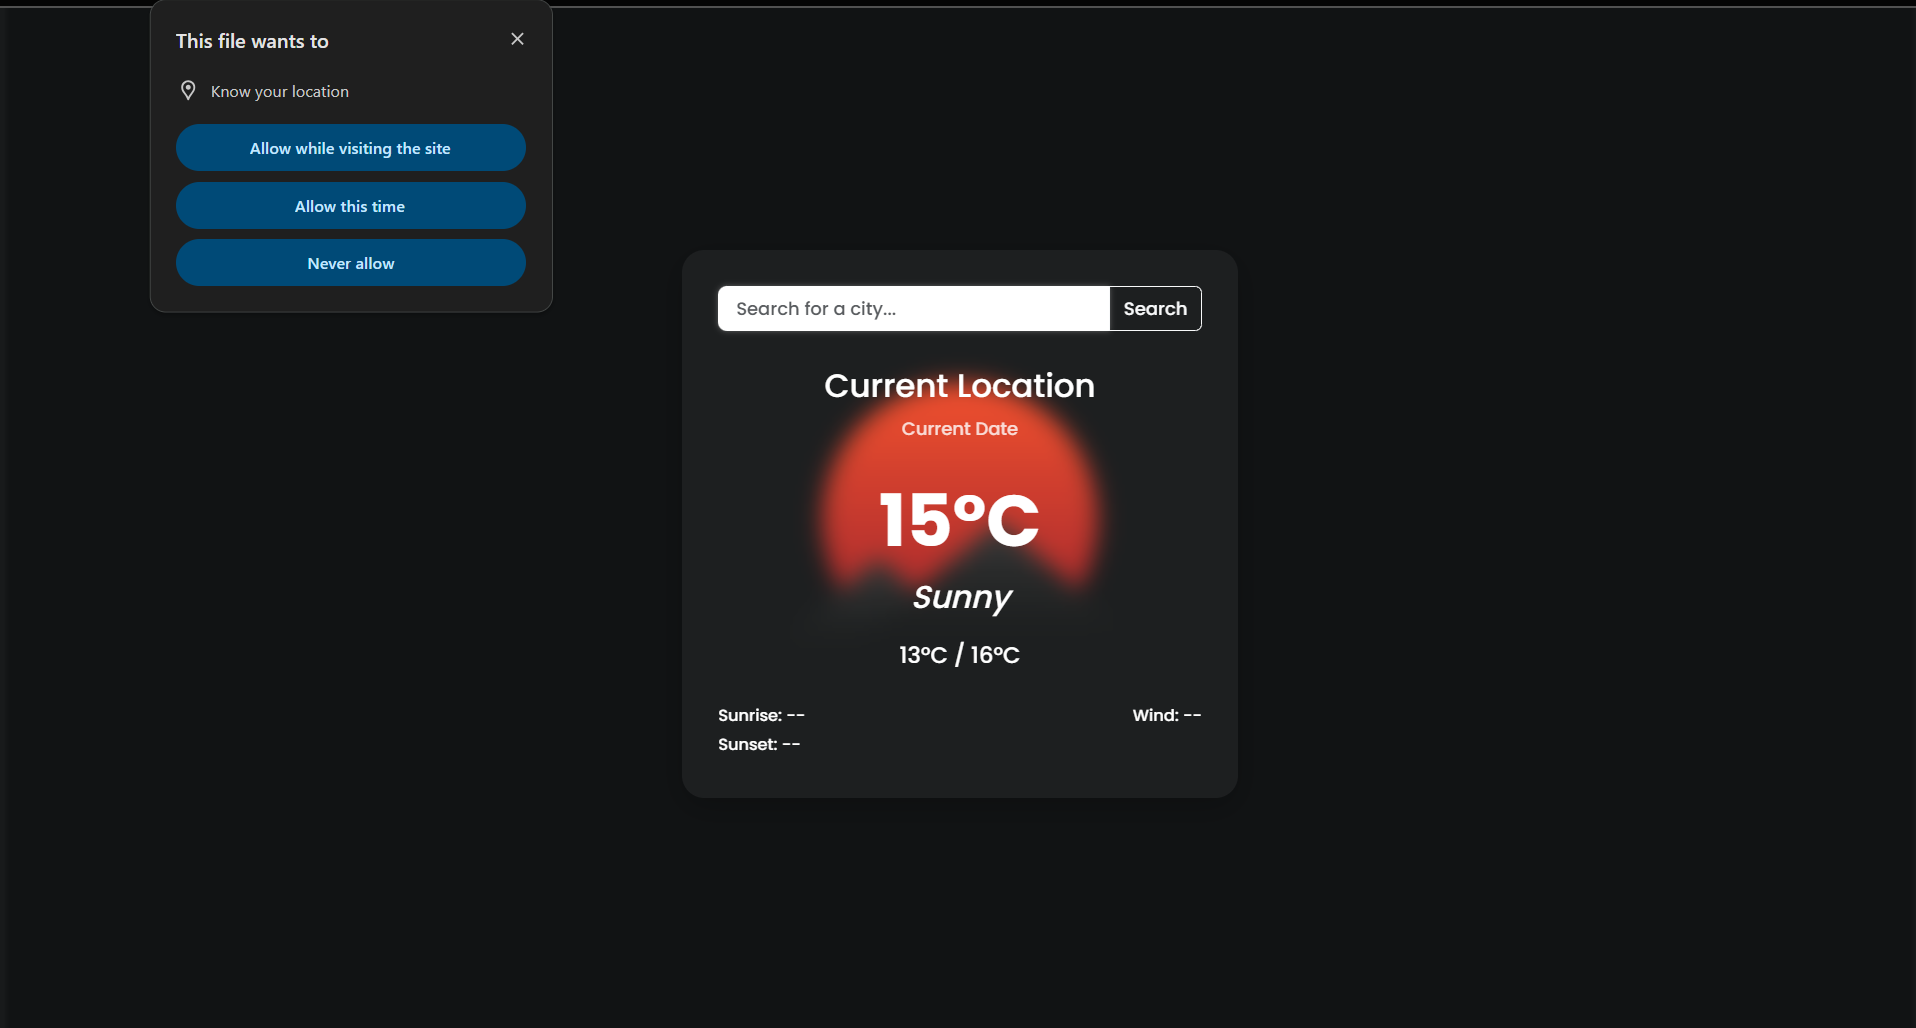 This file wants to
Know your location
Allow while visiting the site
Allow this time
Never allow
Search for a city...
Search
Current Location
Current Date
15°C
Sunny
13°C / 16°C
Sunrise: --
Wind: --
Sunset: --